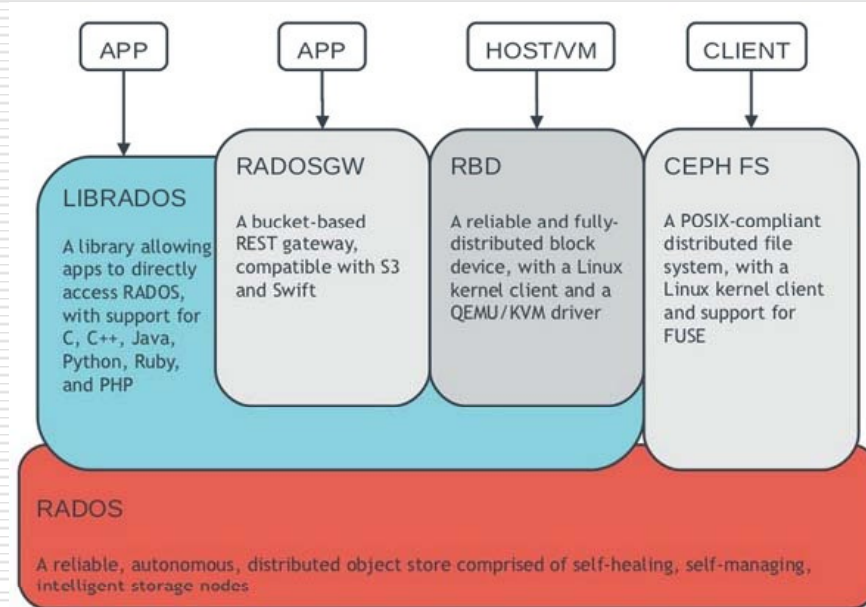 APP
APP
HOST/VM
CLIENT
LIBRADOS
A library allowing
apps to directly
access RADOS,
with support for
C, C++, Java,
Python, Ruby,
and PHP
RADOSGW
A bucket-based
REST gateway,
compatible with S3
and Swift
RBD
A reliable and fully-
distributed block
device, with a Linux
kernel client and a
QEMU/KVM driver
CEPH FS
A POSIX-compliant
distributed file
system, with a
Linux kernel client
and support for
FUSE
RADOS
A reliable, autonomous, distributed object store comprised of self-healing, self-managing,
intelligent storage nodes